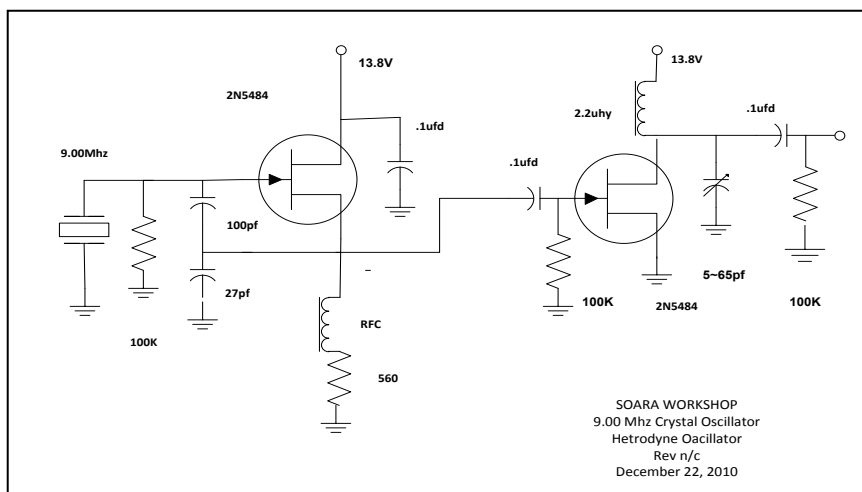 13.8V
13.8V
2N5484
2.2uhy
.1ufd
.1ufd
9.00Mhz
.1ufd
100pf
27pf
5~65pf
100K
2N5484
100K
RFC
100K
560
SOARA WORKSHOP
9.00 Mhz Crystal Oscillator
Hetrodyne Oacillator
Rev n/c
December 22, 2010